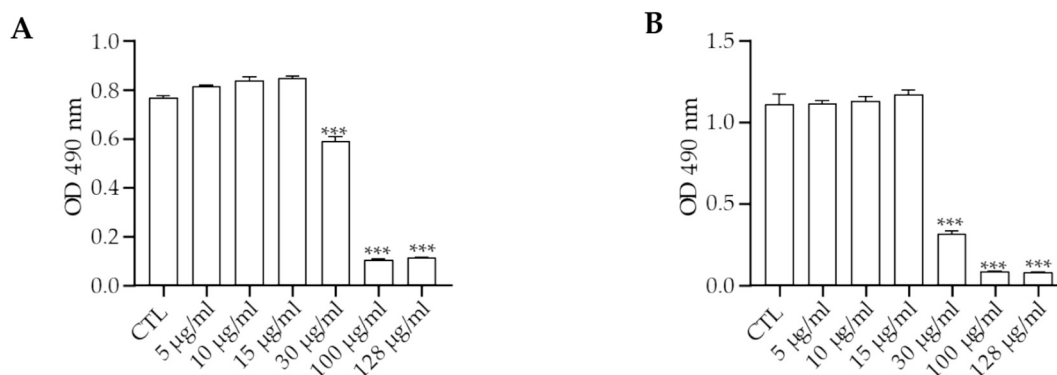 A
OD 490 nm
1.0
0.8
0.6
0.4
0.2
0.0
***
***
***
CTL
5 µg/ml
10 µg/ml
15 µg/ml
30 µg/ml
100 µg/ml
128 µg/ml
B
OD 490 nm
1.5
1.0
0.5
0.0
***
***
***
CTL
5 µg/ml
10 µg/ml
15 µg/ml
30 µg/ml
100 µg/ml
128 µg/ml